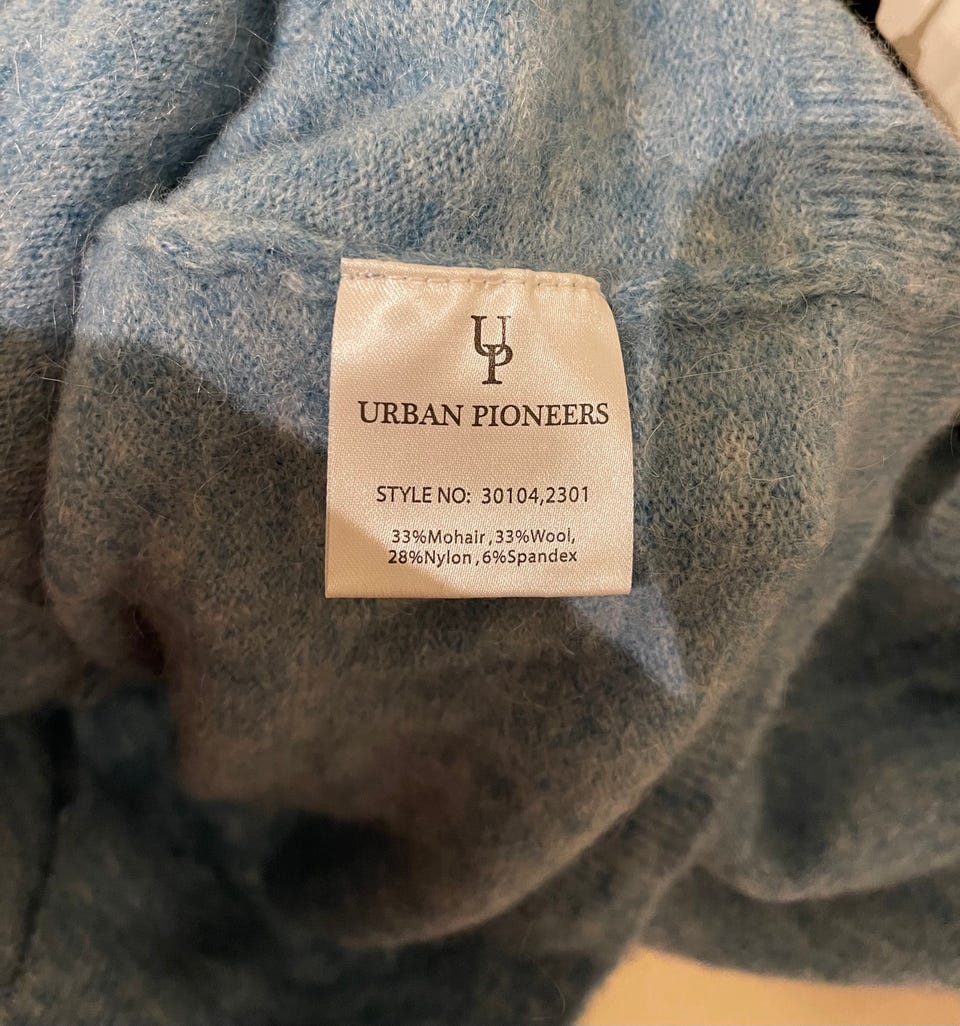 UP
URBAN PIONEERS
STYLE NO: 30104,2301
33%Mohair,33%Wool,
28%Nylon,6%Spandex